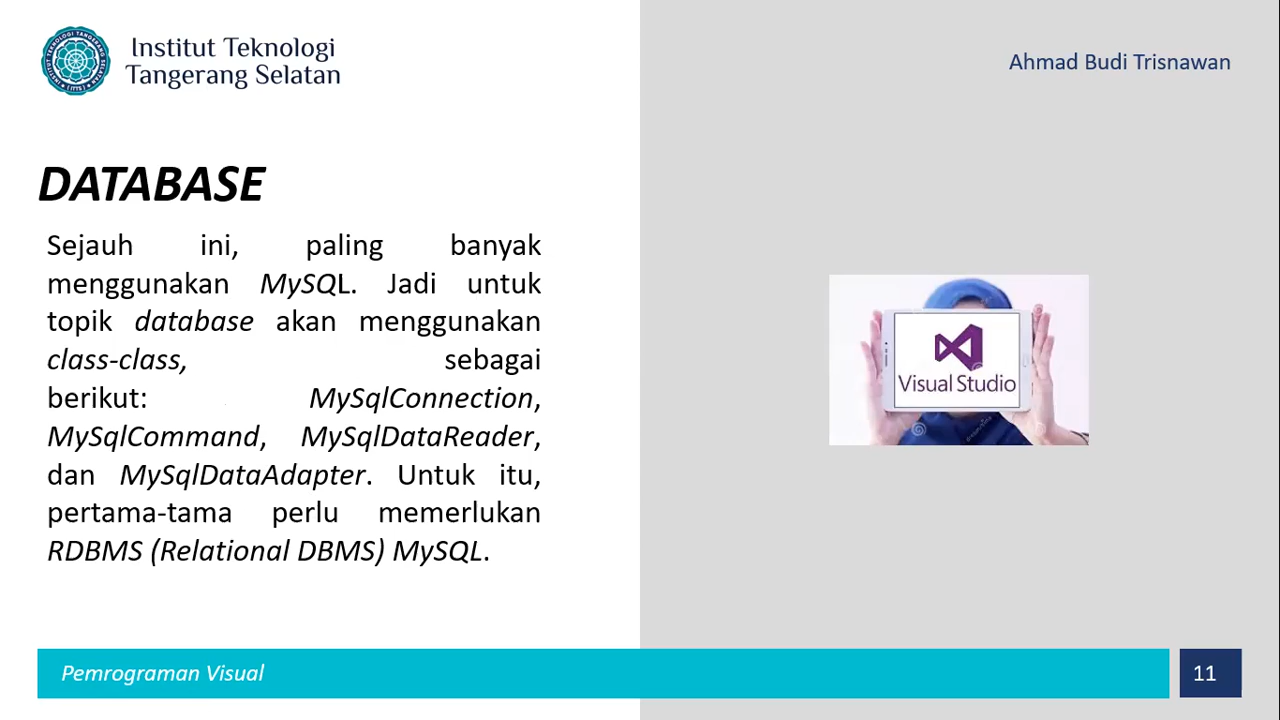 Institut Teknologi
Tangerang Selatan
Ahmad Budi Trisnawan
DATABASE
Sejauh ini, paling banyak
menggunakan MySQL. Jadi untuk
topik database akan menggunakan
class-class, sebagai
berikut: MySqlConnection,
MySqlCommand, MySqlDataReader,
dan MySqlDataAdapter. Untuk itu,
pertama-tama perlu memerlukan
RDBMS (Relational DBMS) MySQL.
Visual Studio
Pemrograman Visual
11